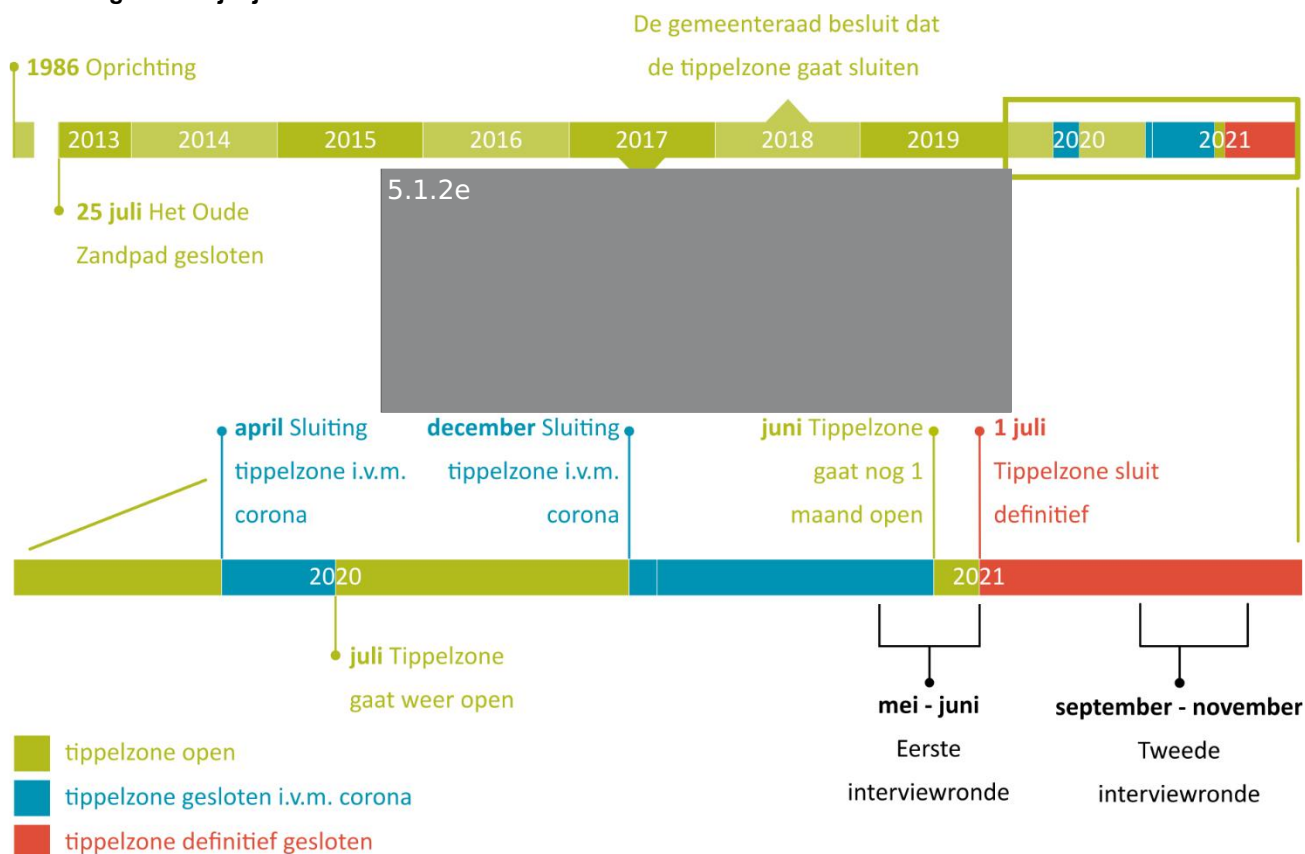 De gemeenteraad besluit dat
de tippelzone gaat sluiten
1986 Oprichting
2013 2014 2015 2016 2017 2018 2019 2020 2021
25 juli Het Oude
Zandpad gesloten
5.1.2e
april Sluiting
tippelzone i.v.m.
corona
december Sluiting
tippelzone i.v.m.
corona
juni Tippelzone
gaat nog 1
maand open
1 juli
Tippelzone sluit
definitief
2020 2021
juli Tippelzone
gaat weer open
mei - juni
Eerste
interviewronde
september - november
Tweede
interviewronde
tippelzone open
tippelzone gesloten i.v.m. corona
tippelzone definitief gesloten